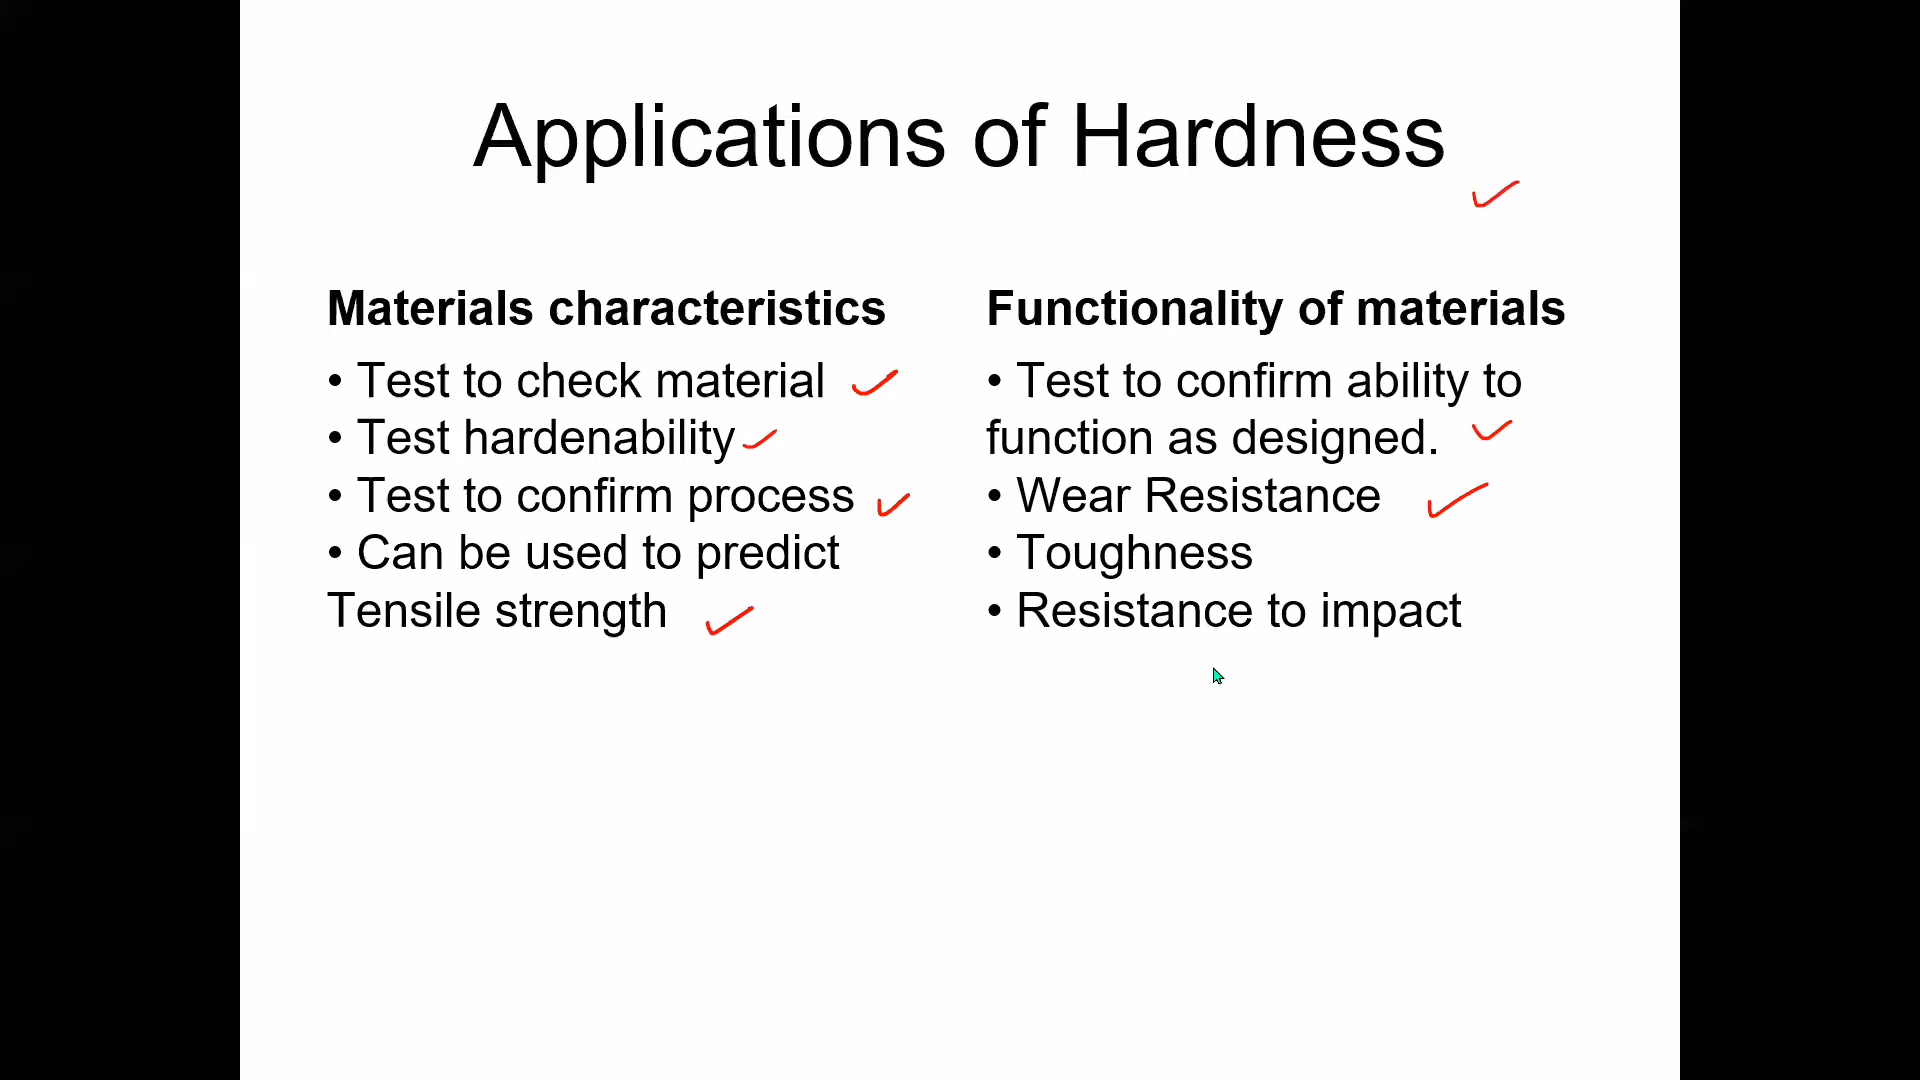 Applications of Hardness
Materials characteristics
• Test to check material
• Test hardenability
• Test to confirm process
• Can be used to predict
Tensile strength
Functionality of materials
• Test to confirm ability to
function as designed.
• Wear Resistance
• Toughness
• Resistance to impact